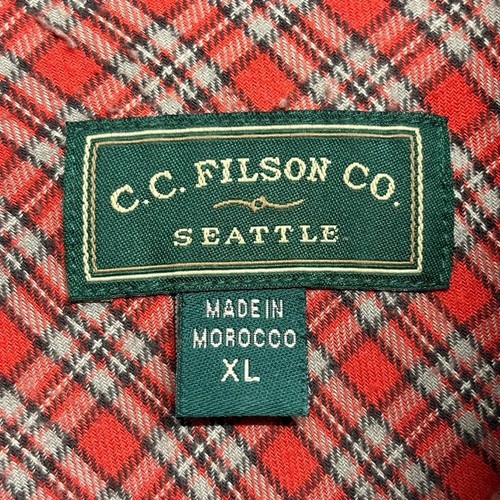 C.C. FILSON CO.
SEATTLE
MADE IN
MOROCCO
XL